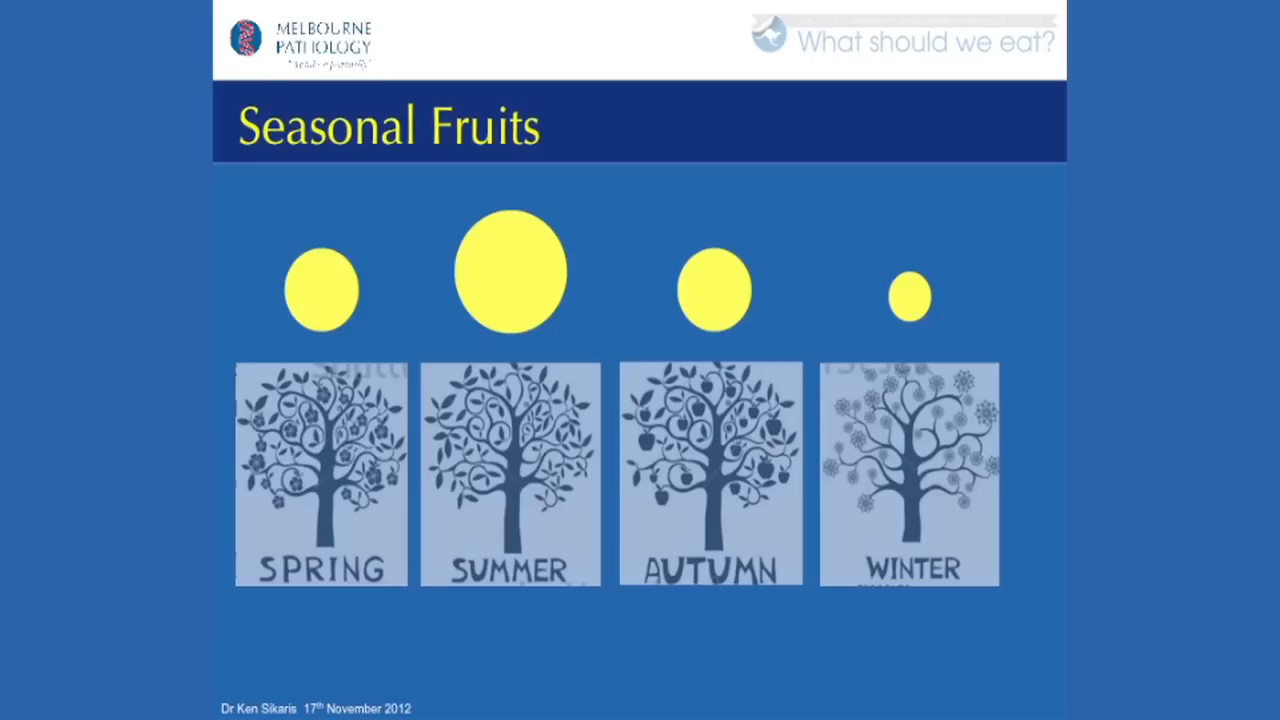 MELBOURNE
PATHOLOGY
What should we eat?
Seasonal Fruits
SPRING
SUMMER
AUTUMN
WINTER
Dr Ken Sikaris 17th November 2012